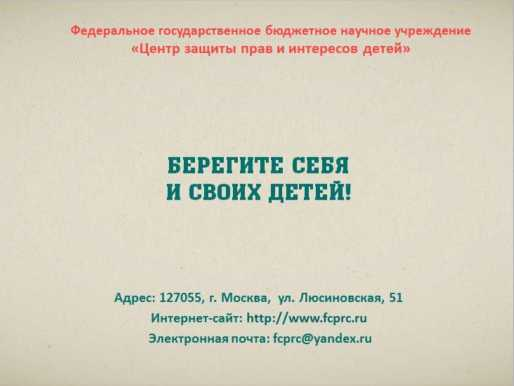 Федеральное государственное бюджетное научное учреждение
«Центр защиты прав и интересов детей»
БЕРЕГИТЕ СЕБЯ
И СВОИХ ДЕТЕЙ!
Адрес: 127055, г. Москва, ул. Люсиновская, 51
Интернет-сайт: http://www.fcprc.ru
Электронная почта: fcprc@yandex.ru